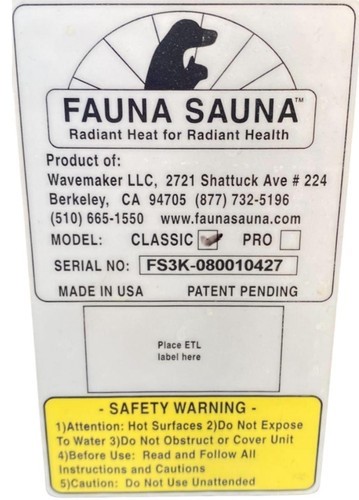 FAUNA SAUNA™
Radiant Heat for Radiant Health
Product of:
Wavemaker LLC, 2721 Shattuck Ave # 224
Berkeley, CA 94705 (877) 732-5196
(510) 665-1550 www.faunasauna.com
MODEL: CLASSIC PRO
SERIAL NO: FS3K-080010427
MADE IN USA PATENT PENDING
Place ETL
label here
- SAFETY WARNING -
1)Attention: Hot Surfaces 2)Do Not Expose
To Water 3)Do Not Obstruct or Cover Unit
4)Before Use: Read and Follow All
Instructions and Cautions
5)Caution: Do Not Use Unattended